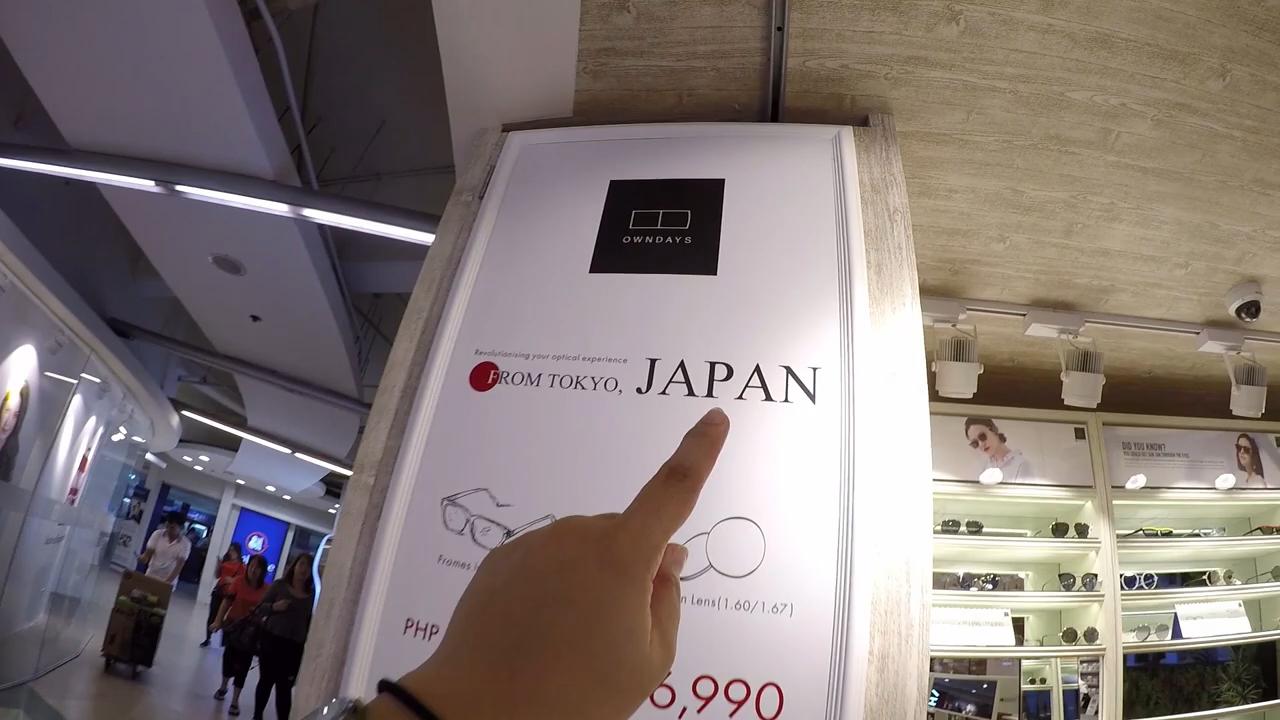 OWNDAYS
Revolutionising your optical experience
FROM TOKYO, JAPAN
Frames
n Lens(1.60/1.67)
PHP
6,990
DID YOU KNOW?